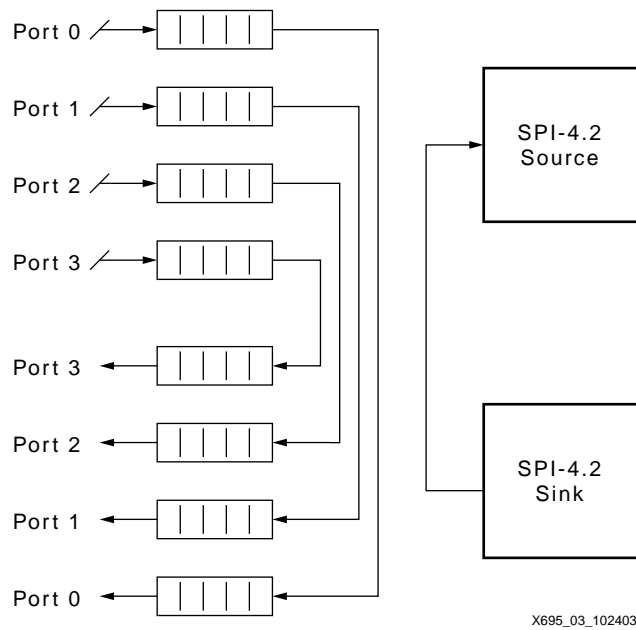 Port 0
Port 1
Port 2
Port 3
Port 3
Port 2
Port 1
Port 0
SPI-4.2
Source
SPI-4.2
Sink
X695_03_102403